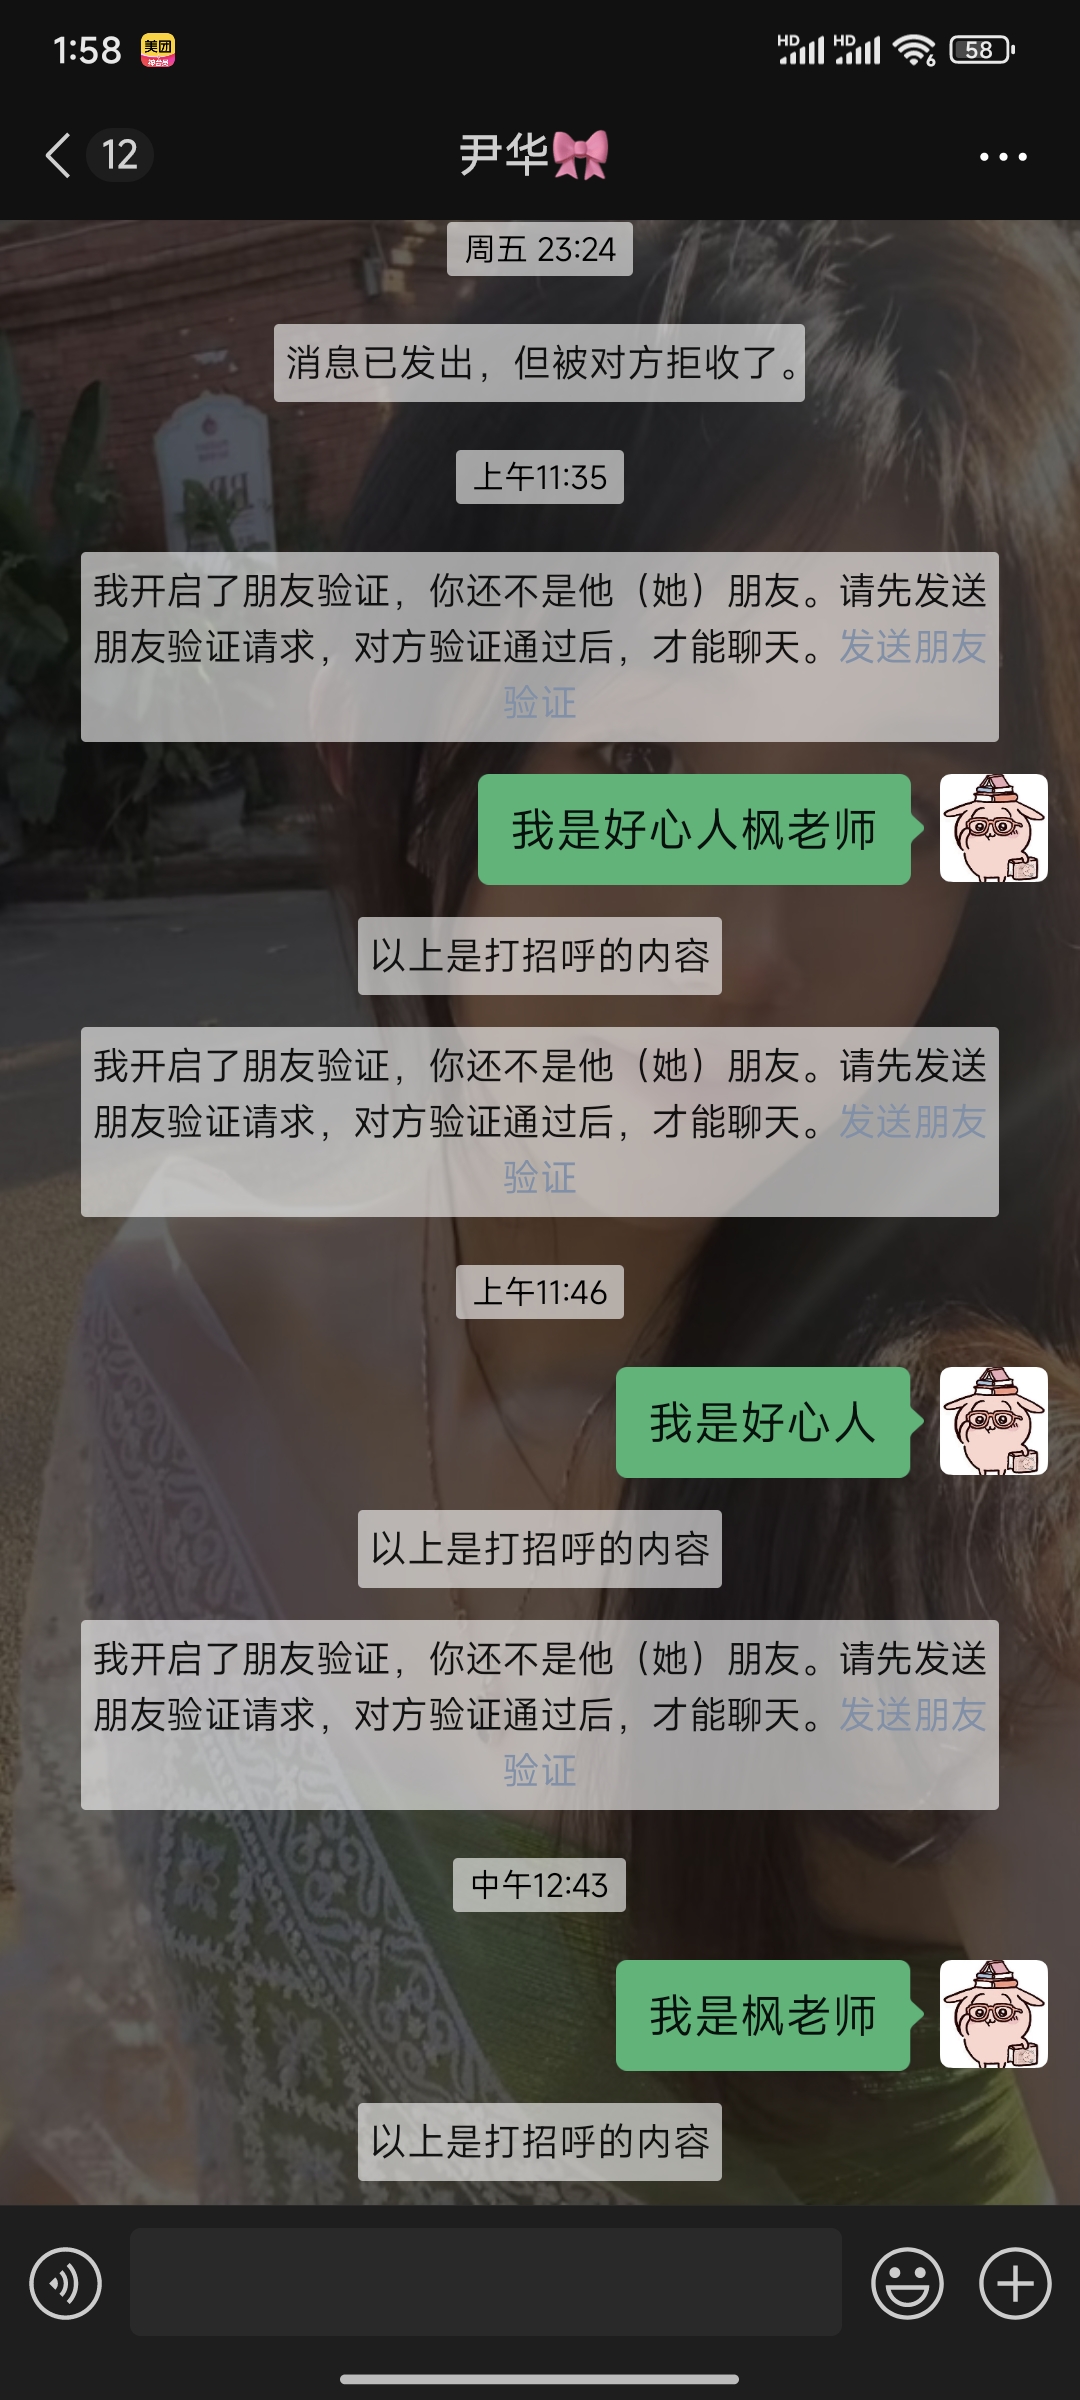 1:58 美团
HD HD 6 58
12 尹华🎀
周五 23:24
消息已发出，但被对方拒收了。
上午11:35
我开启了朋友验证，你还不是他（她）朋友。请先发送
朋友验证请求，对方验证通过后，才能聊天。发送朋友
验证
我是好心人枫老师
以上是打招呼的内容
我开启了朋友验证，你还不是他（她）朋友。请先发送
朋友验证请求，对方验证通过后，才能聊天。发送朋友
验证
上午11:46
我是好心人
以上是打招呼的内容
我开启了朋友验证，你还不是他（她）朋友。请先发送
朋友验证请求，对方验证通过后，才能聊天。发送朋友
验证
中午12:43
我是枫老师
以上是打招呼的内容